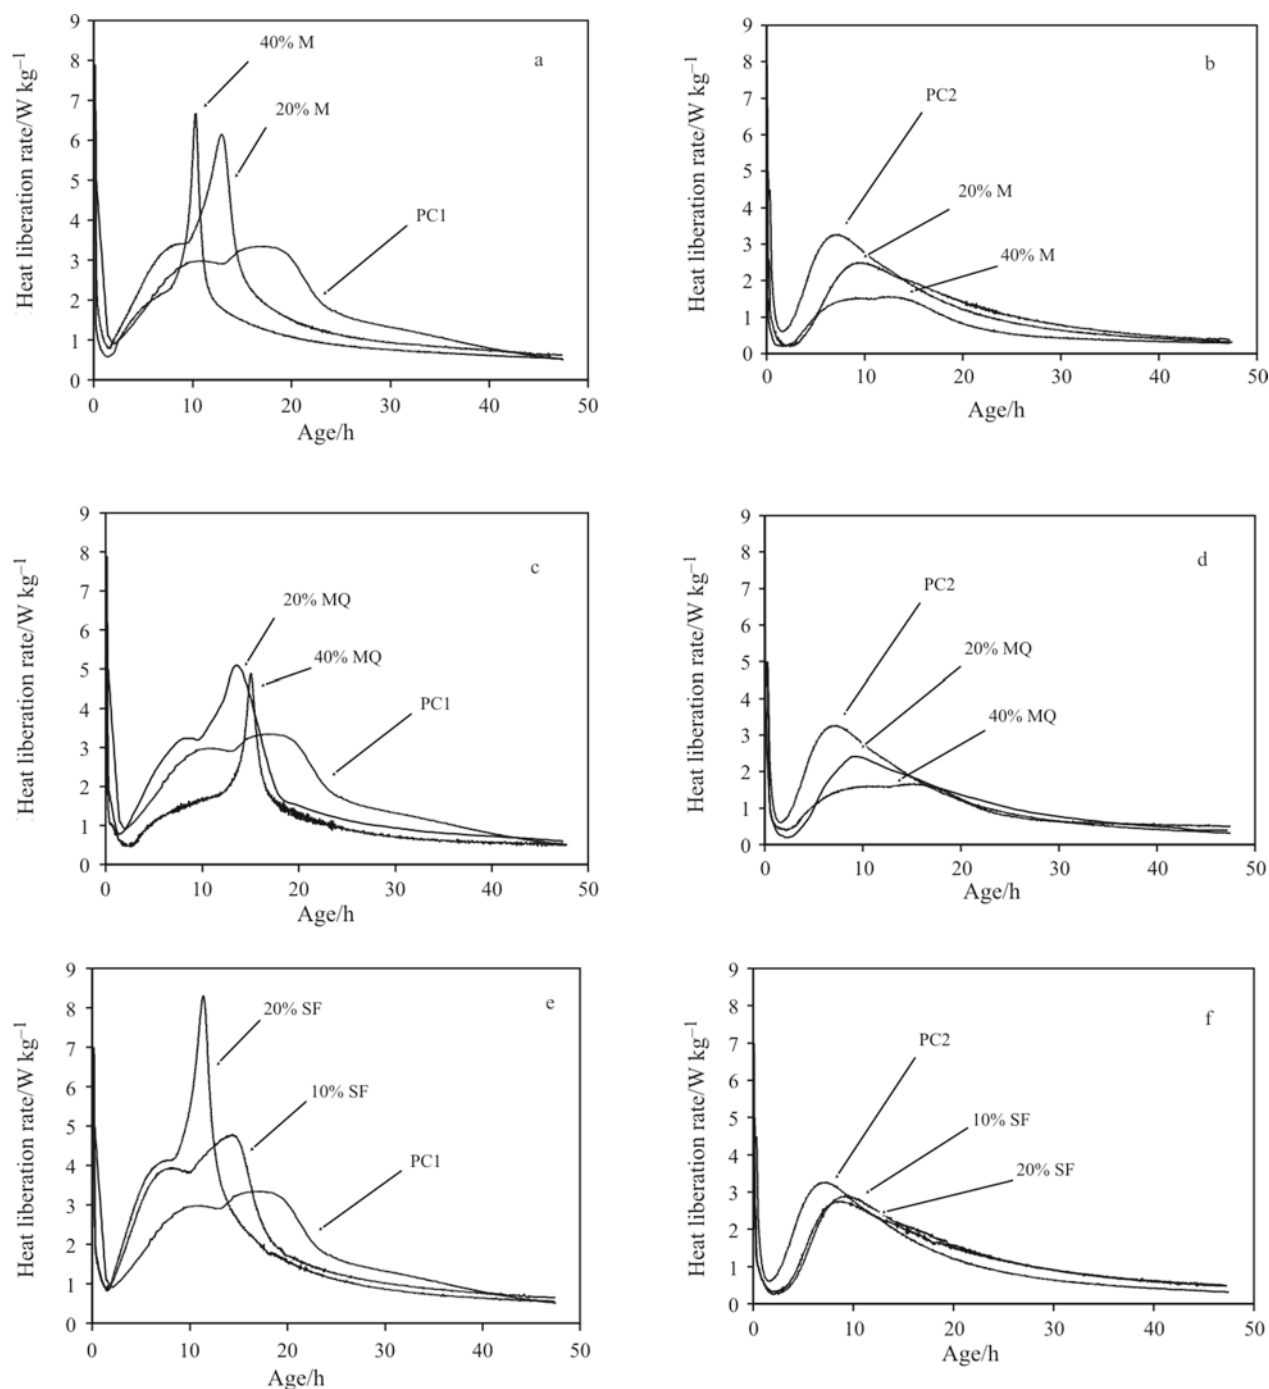 a
Heat liberation rate/W kg⁻¹
9
8
7
6
5
4
3
2
1
0
40% M
20% M
PC1
0 10 20 30 40 50
Age/h
b
Heat liberation rate/W kg⁻¹
9
8
7
6
5
4
3
2
1
0
PC2
20% M
40% M
0 10 20 30 40 50
Age/h
c
Heat liberation rate/W kg⁻¹
9
8
7
6
5
4
3
2
1
0
20% MQ
40% MQ
PC1
0 10 20 30 40 50
Age/h
d
Heat liberation rate/W kg⁻¹
9
8
7
6
5
4
3
2
1
0
PC2
20% MQ
40% MQ
0 10 20 30 40 50
Age/h
e
Heat liberation rate/W kg⁻¹
9
8
7
6
5
4
3
2
1
0
20% SF
10% SF
PC1
0 10 20 30 40 50
Age/h
f
Heat liberation rate/W kg⁻¹
9
8
7
6
5
4
3
2
1
0
PC2
10% SF
20% SF
0 10 20 30 40 50
Age/h